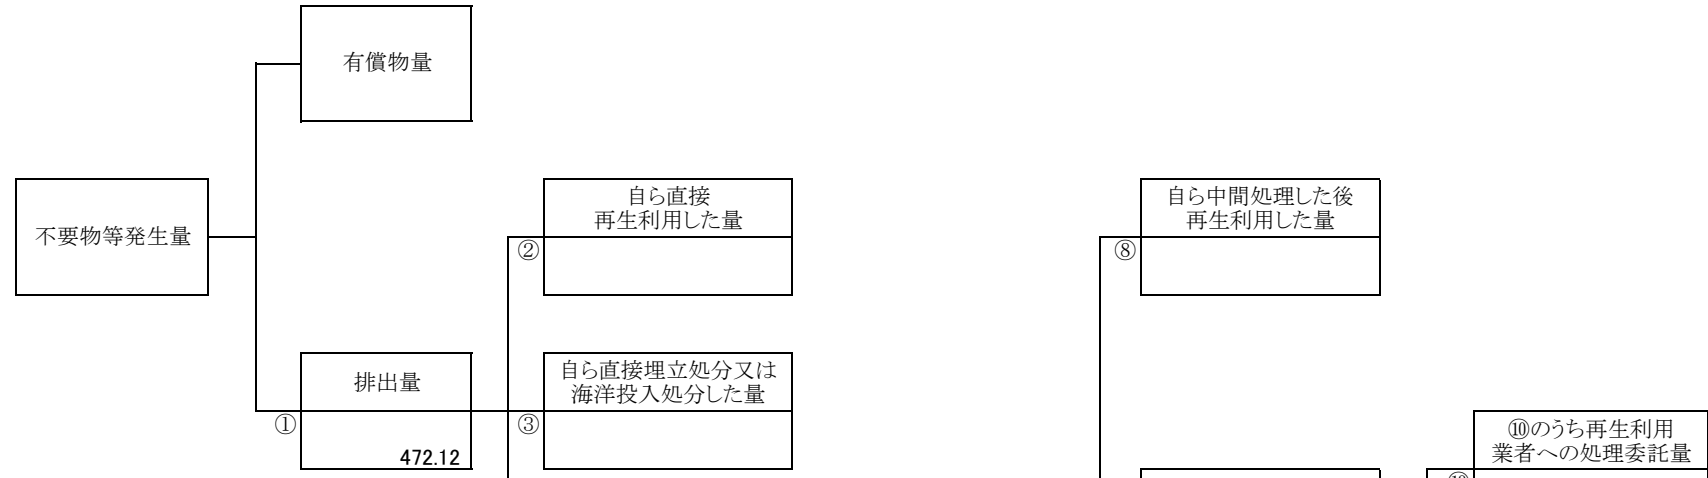 有償物量
不要物等発生量
自ら直接
再生利用した量
②
自ら中間処理した後
再生利用した量
⑧
排出量
①
472.12
自ら直接埋立処分又は
海洋投入処分した量
③
⑩のうち再生利用
業者への処理委託量